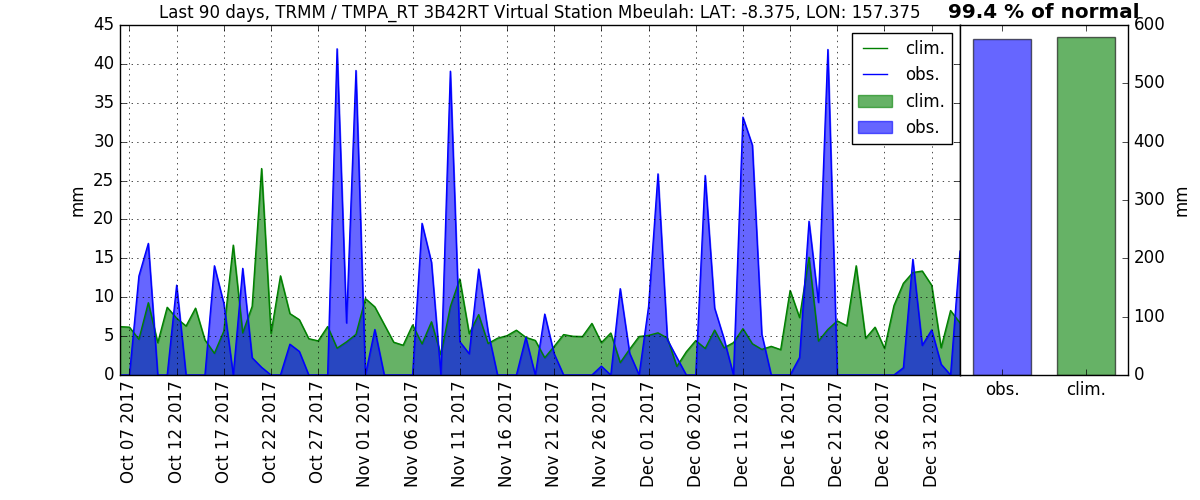 Last 90 days, TRMM / TMPA_RT 3B42RT Virtual Station Mbeulah: LAT: -8.375, LON: 157.375
99.4 % of normal
45
40
35
30
25
20
15
10
5
0
mm
clim.
obs.
clim.
obs.
600
500
400
300
200
100
0
mm
obs.
clim.
Oct 07 2017
Oct 12 2017
Oct 17 2017
Oct 22 2017
Oct 27 2017
Nov 01 2017
Nov 06 2017
Nov 11 2017
Nov 16 2017
Nov 21 2017
Nov 26 2017
Dec 01 2017
Dec 06 2017
Dec 11 2017
Dec 16 2017
Dec 21 2017
Dec 26 2017
Dec 31 2017